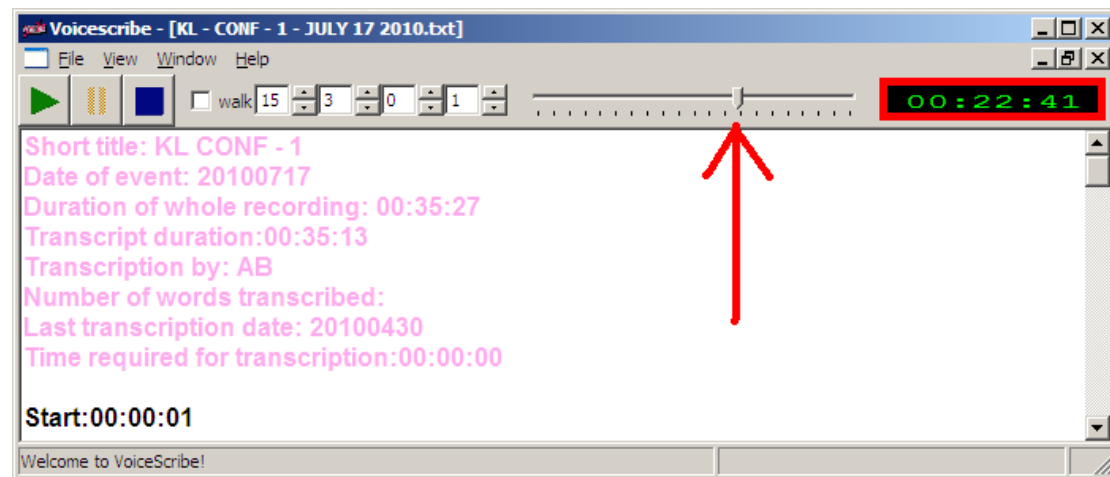 Voicescribe - [KL - CONF - 1 - JULY 17 2010.txt]
File View Window Help
walk 15 3 0 1
00:22:41
Short title: KL CONF - 1
Date of event: 20100717
Duration of whole recording: 00:35:27
Transcript duration:00:35:13
Transcription by: AB
Number of words transcribed:
Last transcription date: 20100430
Time required for transcription:00:00:00
Start:00:00:01
Welcome to VoiceScribe!